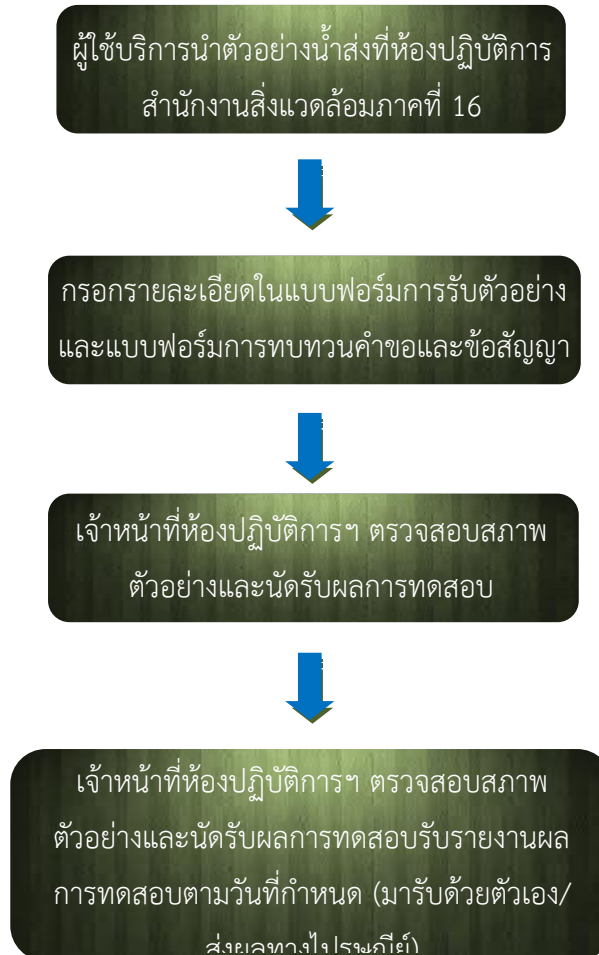 ผู้ใช้บริการนำตัวอย่างน้ำส่งที่ห้องปฏิบัติการ
สำนักงานสิ่งแวดล้อมภาคที่ 16
กรอกรายละเอียดในแบบฟอร์มการรับตัวอย่าง
และแบบฟอร์มการทบทวนคำขอและข้อสัญญา
เจ้าหน้าที่ห้องปฏิบัติการฯ ตรวจสอบสภาพ
ตัวอย่างและนัดรับผลการทดสอบ
เจ้าหน้าที่ห้องปฏิบัติการฯ ตรวจสอบสภาพ
ตัวอย่างและนัดรับผลการทดสอบรับรายงานผล
การทดสอบตามวันที่กำหนด (มารับด้วยตัวเอง/
ส่งผลทางไปรษณีย์)